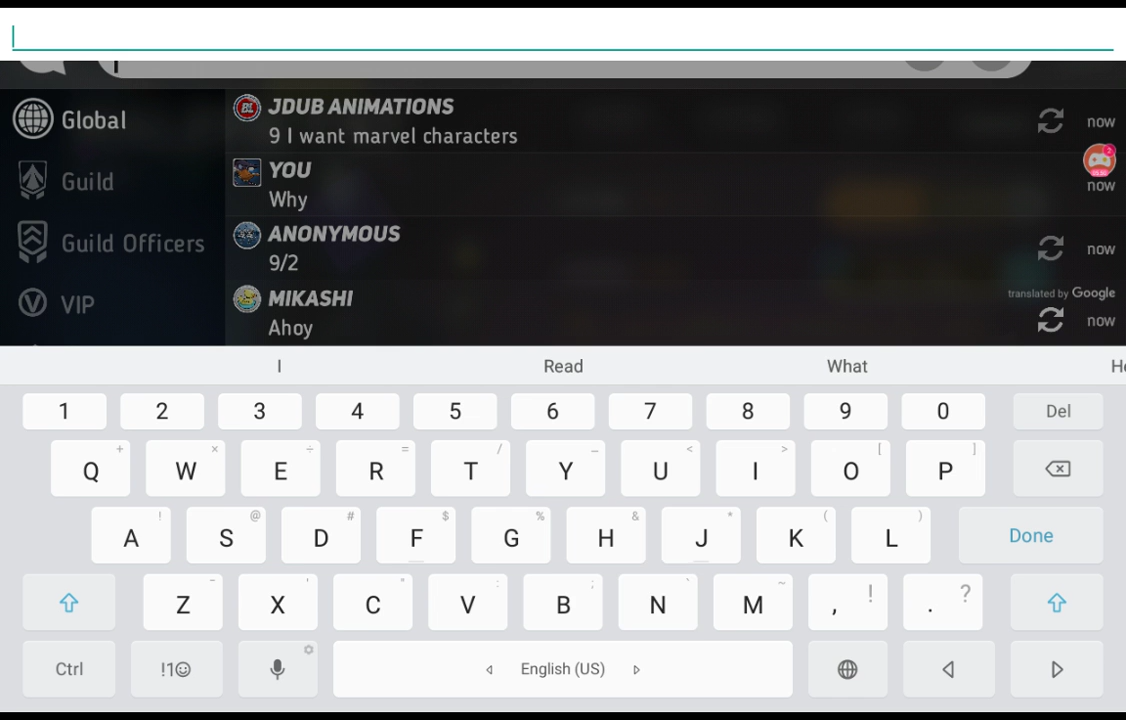 Global
Guild
Guild Officers
VIP
JDUB ANIMATIONS
9 I want marvel characters
now
YOU
Why
now
ANONYMOUS
9/2
now
MIKASHI
Ahoy
translated by Google
now
I Read What
1 2 3 4 5 6 7 8 9 0 Del
+ × ÷ = / _ < > [ ]
Q W E R T Y U I O P
! @ # $ % & * ( )
A S D F G H J K L Done
- ' " : ; ` ~ ! ?
Z X C V B N M , .
Ctrl !1☺ English (US)